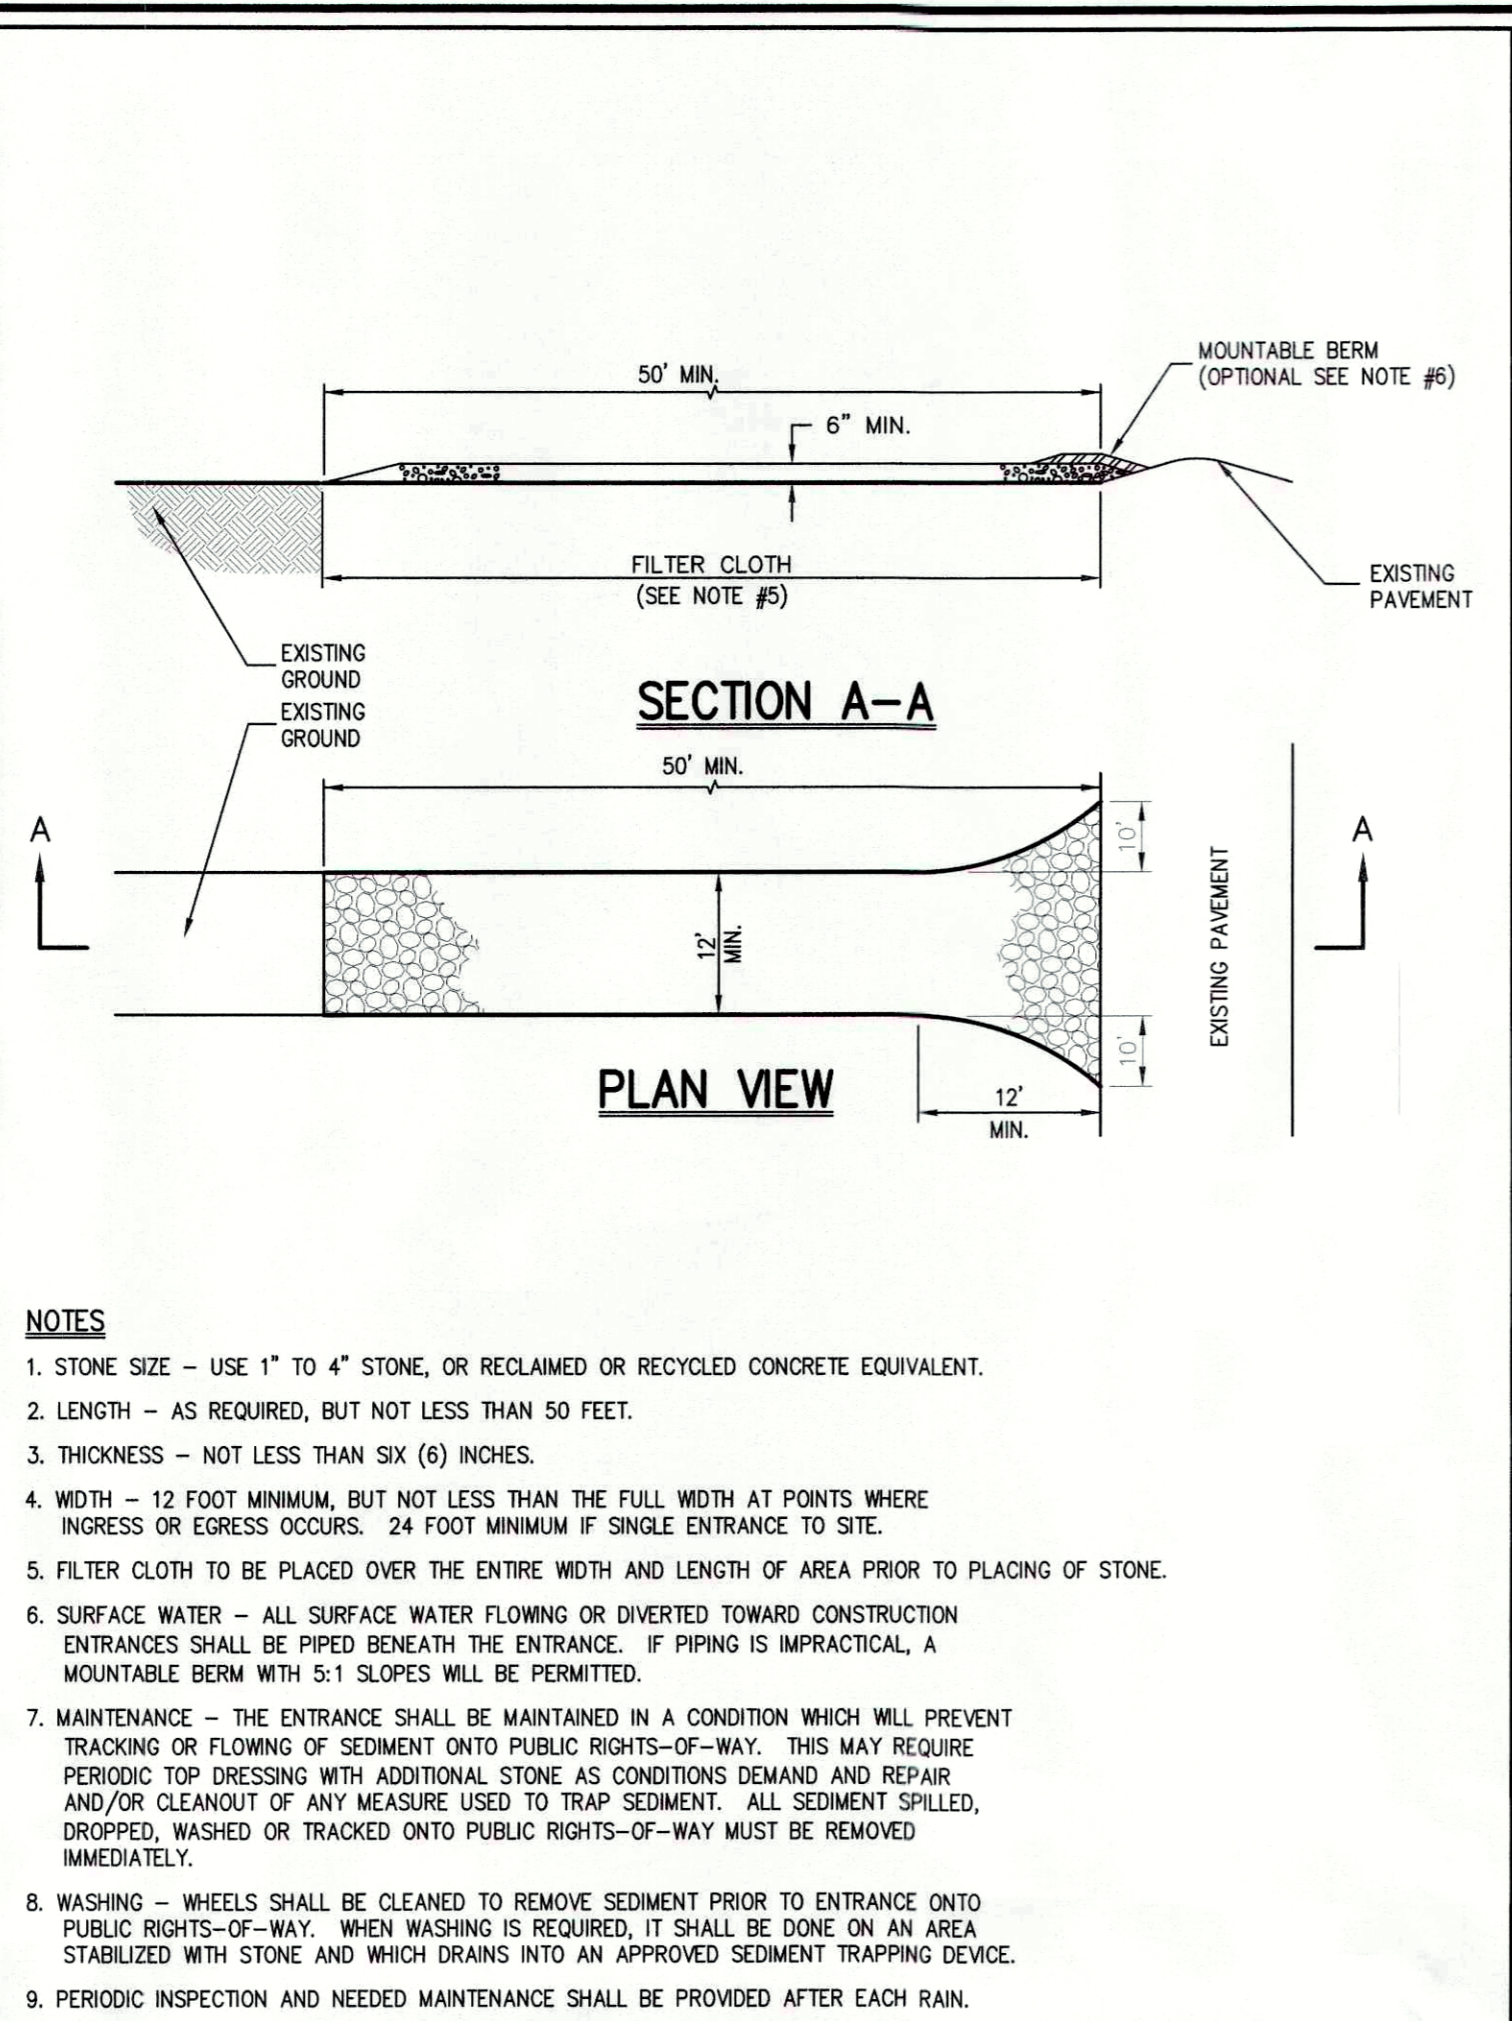 MOUNTABLE BERM
(OPTIONAL SEE NOTE #6)
50' MIN.
6" MIN.
FILTER CLOTH
(SEE NOTE #5)
EXISTING
PAVEMENT
EXISTING
GROUND
SECTION A-A
EXISTING
GROUND
50' MIN.
A
A
10'
12'
MIN.
EXISTING PAVEMENT
10'
PLAN VIEW
12'
MIN.
NOTES
1. STONE SIZE – USE 1" TO 4" STONE, OR RECLAIMED OR RECYCLED CONCRETE EQUIVALENT.
2. LENGTH – AS REQUIRED, BUT NOT LESS THAN 50 FEET.
3. THICKNESS – NOT LESS THAN SIX (6) INCHES.
4. WIDTH – 12 FOOT MINIMUM, BUT NOT LESS THAN THE FULL WIDTH AT POINTS WHERE
INGRESS OR EGRESS OCCURS. 24 FOOT MINIMUM IF SINGLE ENTRANCE TO SITE.
5. FILTER CLOTH TO BE PLACED OVER THE ENTIRE WIDTH AND LENGTH OF AREA PRIOR TO PLACING OF STONE.
6. SURFACE WATER – ALL SURFACE WATER FLOWING OR DIVERTED TOWARD CONSTRUCTION
ENTRANCES SHALL BE PIPED BENEATH THE ENTRANCE. IF PIPING IS IMPRACTICAL, A
MOUNTABLE BERM WITH 5:1 SLOPES WILL BE PERMITTED.
7. MAINTENANCE – THE ENTRANCE SHALL BE MAINTAINED IN A CONDITION WHICH WILL PREVENT
TRACKING OR FLOWING OF SEDIMENT ONTO PUBLIC RIGHTS-OF-WAY. THIS MAY REQUIRE
PERIODIC TOP DRESSING WITH ADDITIONAL STONE AS CONDITIONS DEMAND AND REPAIR
AND/OR CLEANOUT OF ANY MEASURE USED TO TRAP SEDIMENT. ALL SEDIMENT SPILLED,
DROPPED, WASHED OR TRACKED ONTO PUBLIC RIGHTS-OF-WAY MUST BE REMOVED
IMMEDIATELY.
8. WASHING – WHEELS SHALL BE CLEANED TO REMOVE SEDIMENT PRIOR TO ENTRANCE ONTO
PUBLIC RIGHTS-OF-WAY. WHEN WASHING IS REQUIRED, IT SHALL BE DONE ON AN AREA
STABILIZED WITH STONE AND WHICH DRAINS INTO AN APPROVED SEDIMENT TRAPPING DEVICE.
9. PERIODIC INSPECTION AND NEEDED MAINTENANCE SHALL BE PROVIDED AFTER EACH RAIN.